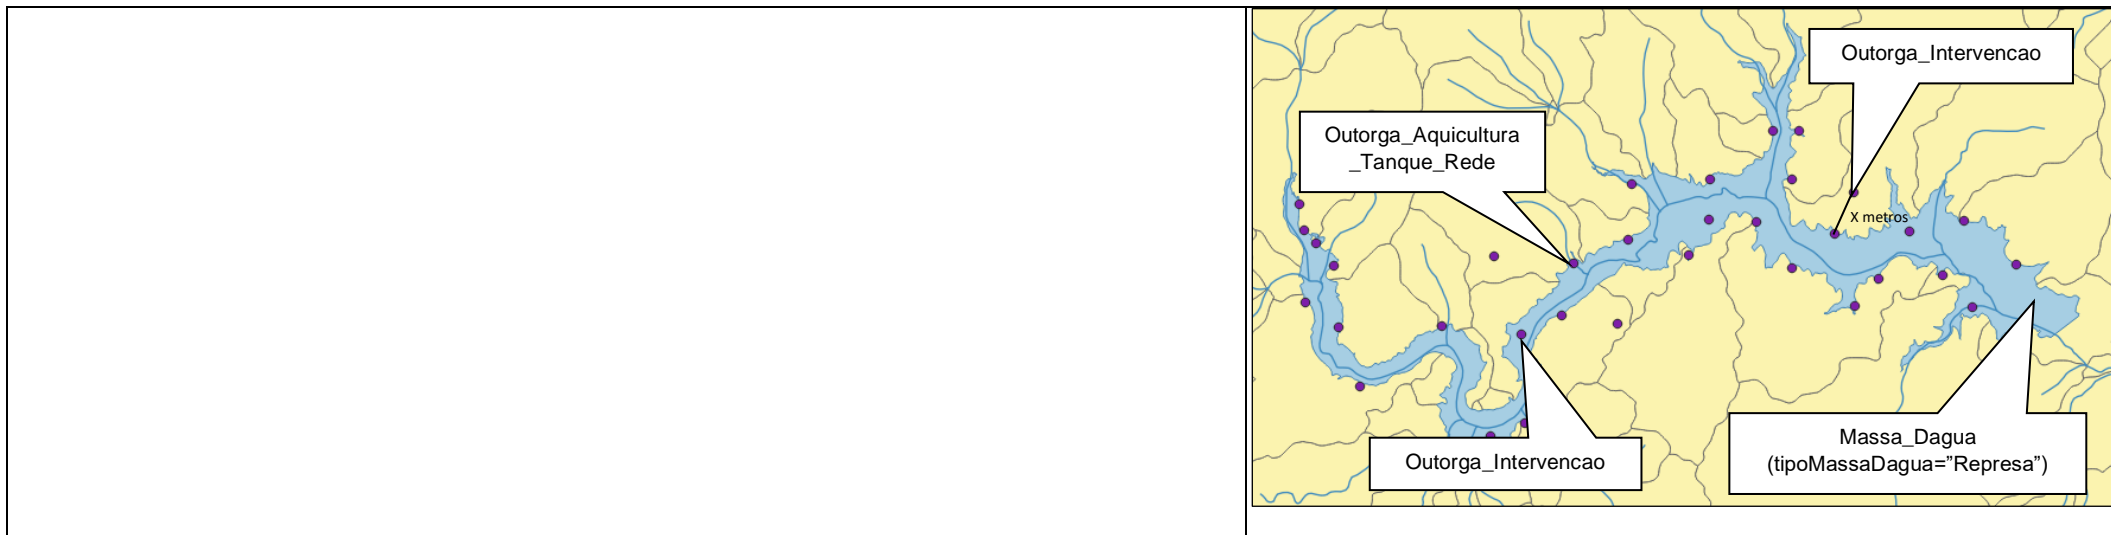 Outorga_Intervencao
Outorga_Aquicultura
_Tanque_Rede
X metros
Outorga_Intervencao
Massa_Dagua
(tipoMassaDagua=”Represa”)